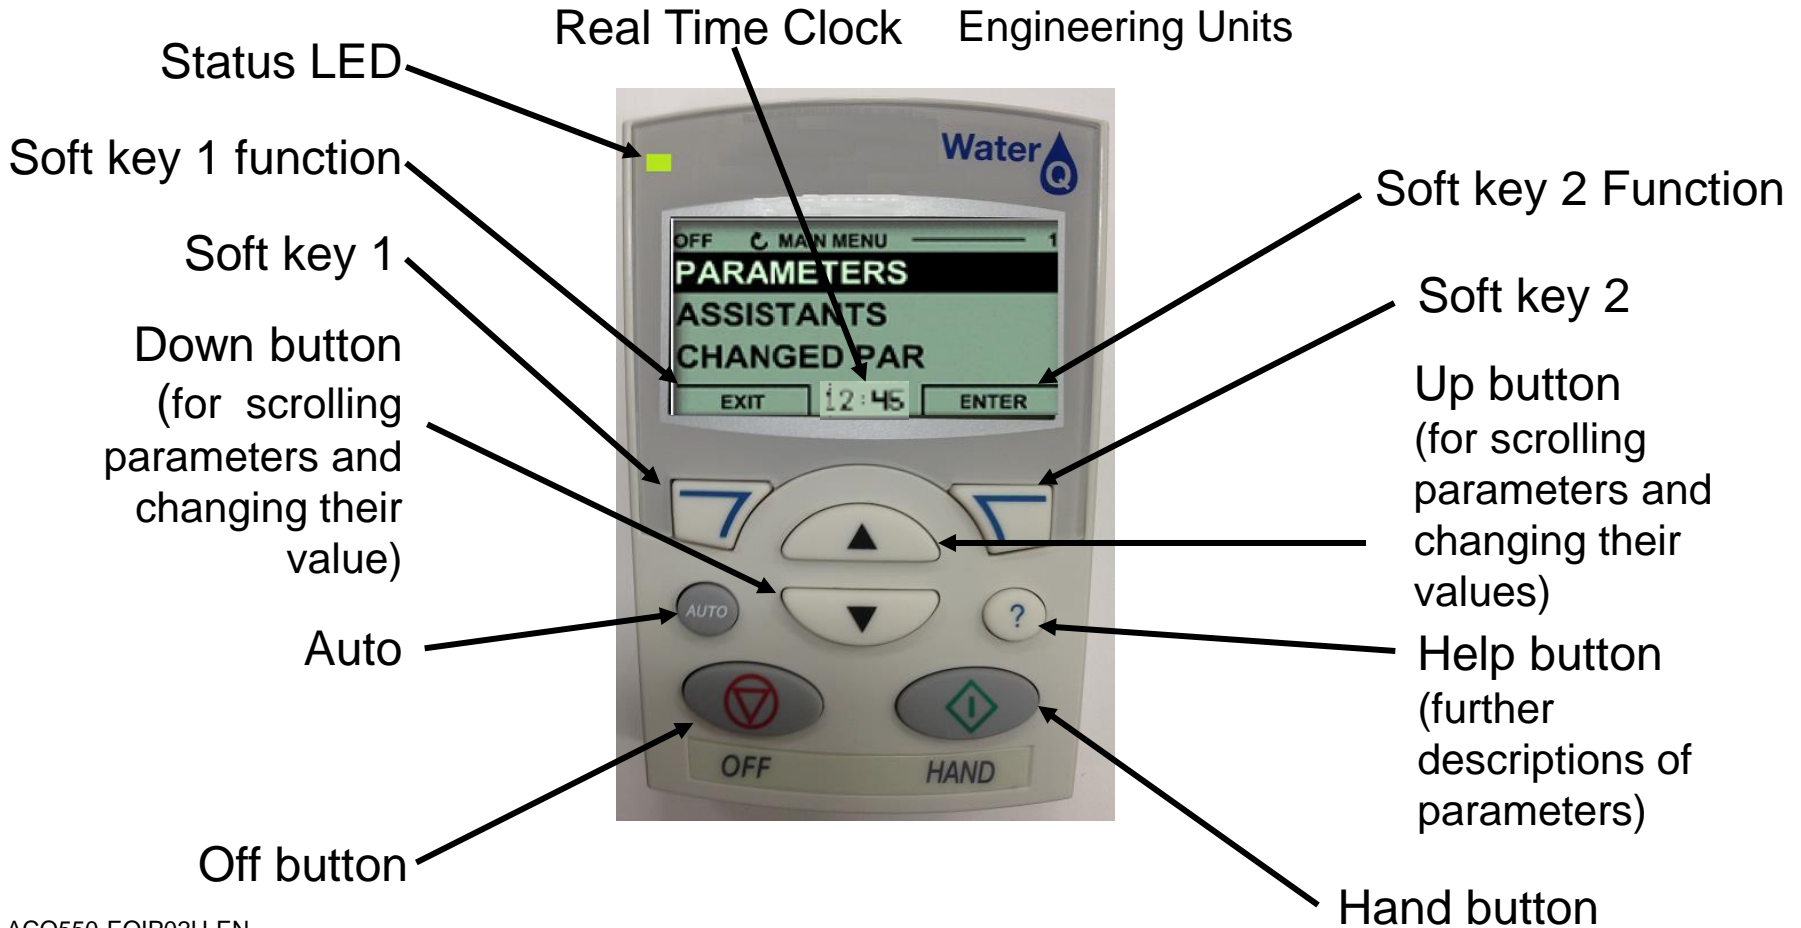 Real Time Clock
Engineering Units
Status LED
Soft key 1 function
Soft key 1
Down button
(for scrolling
parameters and
changing their
value)
Auto
Off button
Water
Q
OFF MAIN MENU 1
PARAMETERS
ASSISTANTS
CHANGED PAR
EXIT 12:45 ENTER
AUTO
?
OFF
HAND
Soft key 2 Function
Soft key 2
Up button
(for scrolling
parameters and
changing their
values)
Help button
(further
descriptions of
parameters)
Hand button